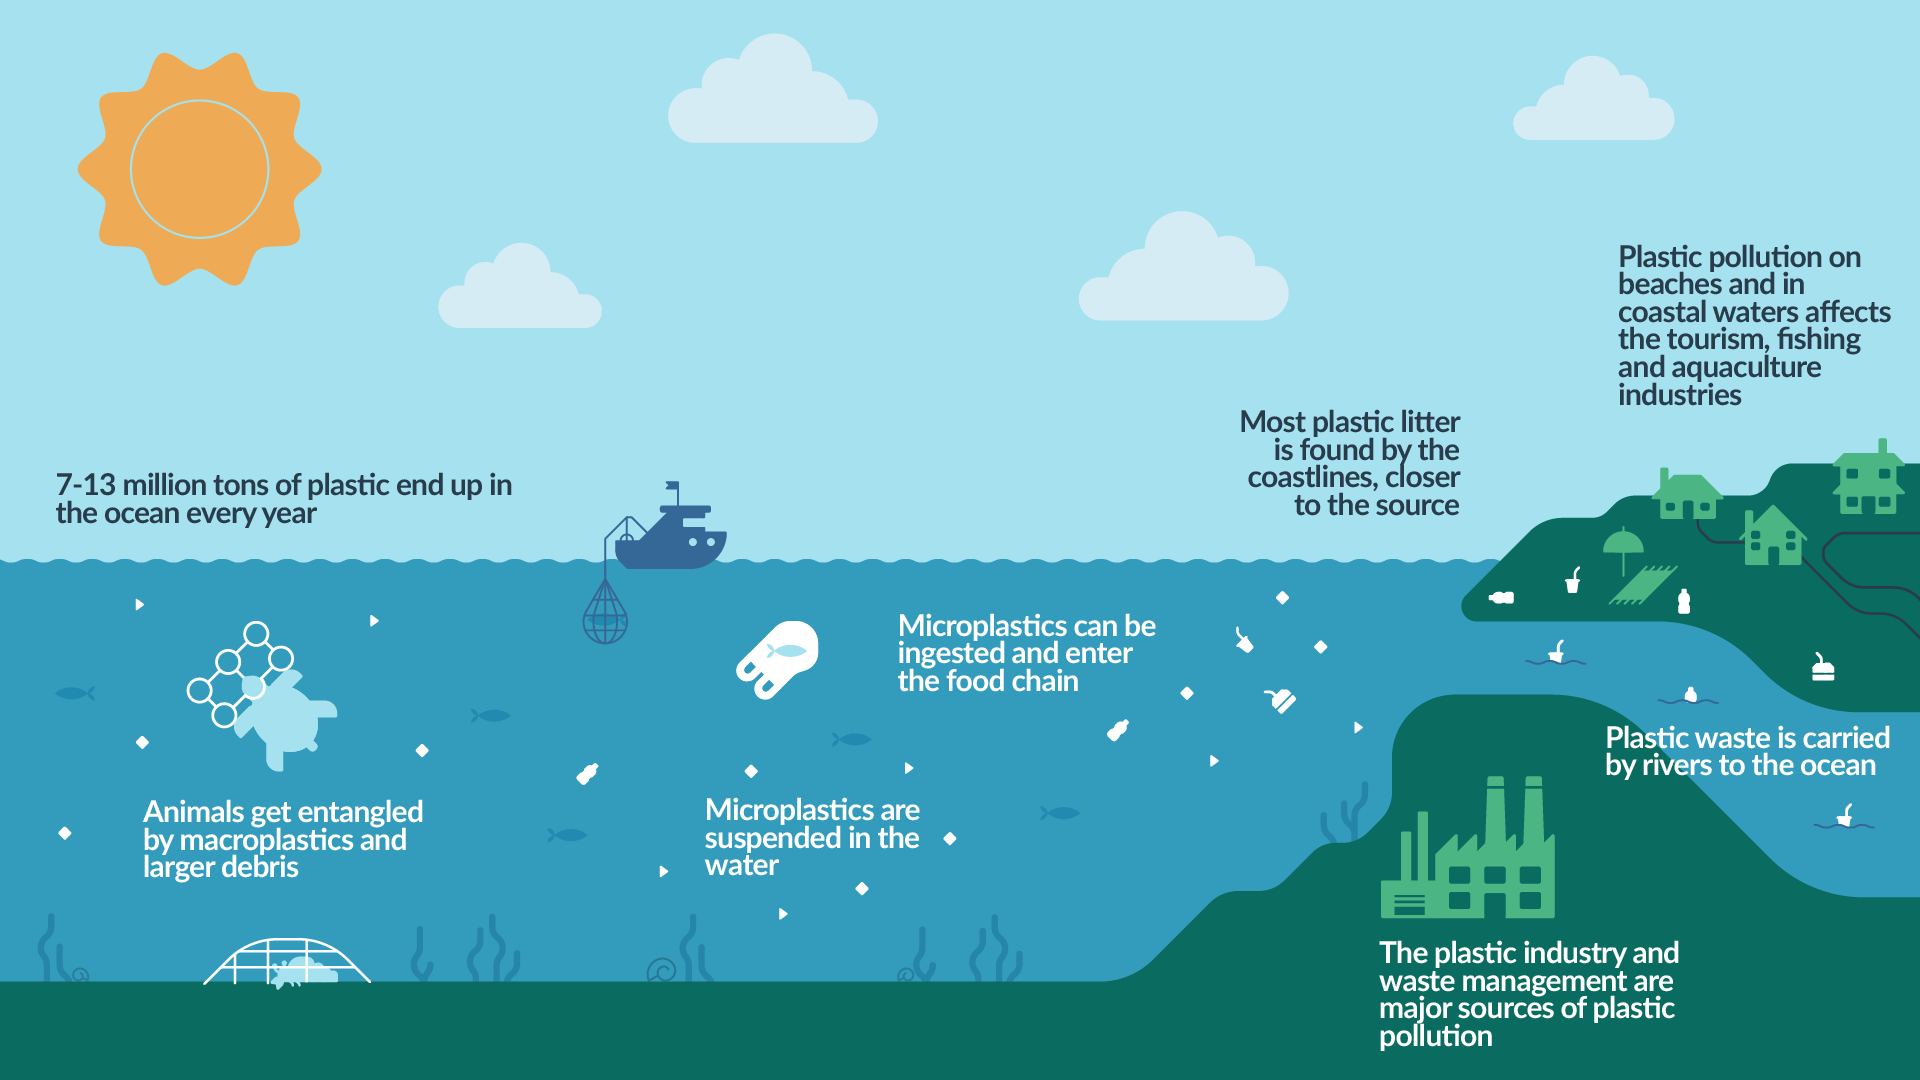 Plastic pollution on
beaches and in
coastal waters affects
the tourism, fishing
and aquaculture
industries
Most plastic litter
is found by the
coastlines, closer
to the source
7-13 million tons of plastic end up in
the ocean every year
Microplastics can be
ingested and enter
the food chain
Plastic waste is carried
by rivers to the ocean
Animals get entangled
by macroplastics and
larger debris
Microplastics are
suspended in the
water
The plastic industry and
waste management are
major sources of plastic
pollution